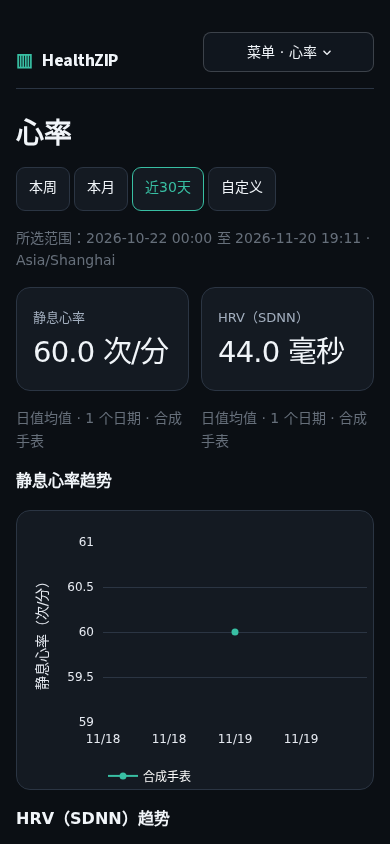 HealthZIP
菜单 · 心率
心率
本周
本月
近30天
自定义
所选范围：2026-10-22 00:00 至 2026-11-20 19:11 ·
Asia/Shanghai
静息心率
60.0 次/分
HRV（SDNN）
44.0 毫秒
日值均值 · 1 个日期 · 合成
手表
日值均值 · 1 个日期 · 合成
手表
静息心率趋势
静息心率（次/分）
61
60.5
60
59.5
59
11/18
11/18
11/19
11/19
合成手表
HRV（SDNN）趋势